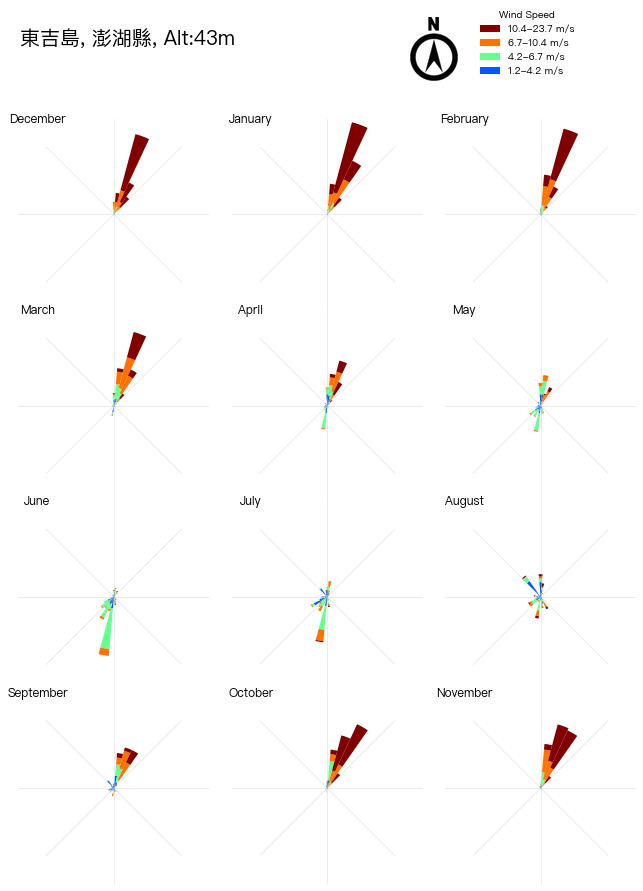 東吉島, 澎湖縣, Alt:43m
N
Wind Speed
10.4–23.7 m/s
6.7–10.4 m/s
4.2–6.7 m/s
1.2–4.2 m/s
December
January
February
March
April
May
June
July
August
September
October
November